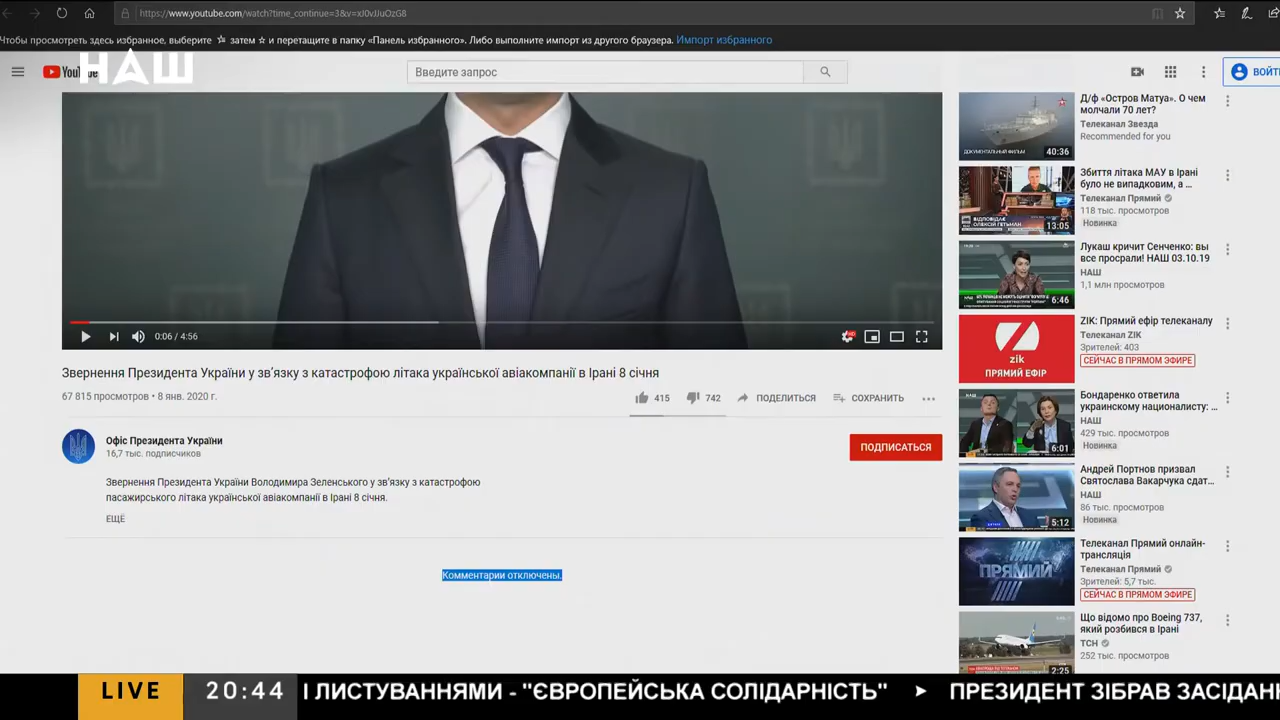 https://www.youtube.com/watch?time_continue=3&v=xJ0vJJuOzG8
Чтобы просмотреть здесь избранное, выберите затем ☆ и перетащите в папку «Панель избранного». Либо выполните импорт из другого браузера. Импорт избранного
НАШ
Введите запрос
ВОЙТИ
0:06 / 4:56
Звернення Президента України у зв’язку з катастрофою літака української авіакомпанії в Ірані 8 січня
67 815 просмотров • 8 янв. 2020 г.
415
742
ПОДЕЛИТЬСЯ
СОХРАНИТЬ
Офіс Президента України
16,7 тыс. подписчиков
ПОДПИСАТЬСЯ
Звернення Президента України Володимира Зеленського у зв’язку з катастрофою
пасажирського літака української авіакомпанії в Ірані 8 січня.
ЕЩЁ
Комментарии отключены.
ДОКУМЕНТАЛЬНЫЙ ФИЛЬМ
40:36
Д/ф «Остров Матуа». О чем
молчали 70 лет?
Телеканал Звезда
Recommended for you
ВІДПОВІДАЄ
ОЛЕКСІЙ ГЕТЬМАН
13:05
Збиття літака МАУ в Ірані
було не випадковим, а ...
Телеканал Прямий
118 тыс. просмотров
Новинка
6:46
Лукаш кричит Сенченко: вы
все просрали! НАШ 03.10.19
НАШ
1,1 млн просмотров
zik
ПРЯМИЙ ЕФІР
ZIK: Прямий ефір телеканалу
Телеканал ZIK
Зрителей: 403
СЕЙЧАС В ПРЯМОМ ЭФИРЕ
НАШ
6:01
Бондаренко ответила
украинскому националисту: ...
НАШ
429 тыс. просмотров
Новинка
5:12
Андрей Портнов призвал
Святослава Вакарчука сдат...
НАШ
86 тыс. просмотров
Новинка
ПРЯМИЙ
Телеканал Прямий онлайн-
трансляція
Телеканал Прямий
Зрителей: 5,7 тыс.
СЕЙЧАС В ПРЯМОМ ЭФИРЕ
2:25
Що відомо про Boeing 737,
який розбився в Ірані
ТСН
252 тыс. просмотров
LIVE
20:44
І ЛИСТУВАННЯМИ - "ЄВРОПЕЙСЬКА СОЛІДАРНІСТЬ" ► ПРЕЗИДЕНТ ЗІБРАВ ЗАСІДАН